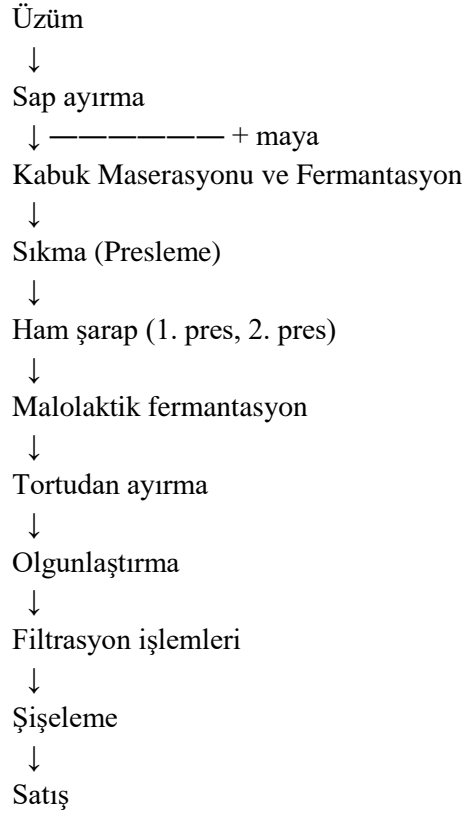 Üzüm
↓
Sap ayırma
↓ ——————— + maya
Kabuk Maserasyonu ve Fermantasyon
↓
Sıkma (Presleme)
↓
Ham şarap (1. pres, 2. pres)
↓
Malolaktik fermantasyon
↓
Tortudan ayırma
↓
Olgunlaştırma
↓
Filtrasyon işlemleri
↓
Şişeleme
↓
Satış